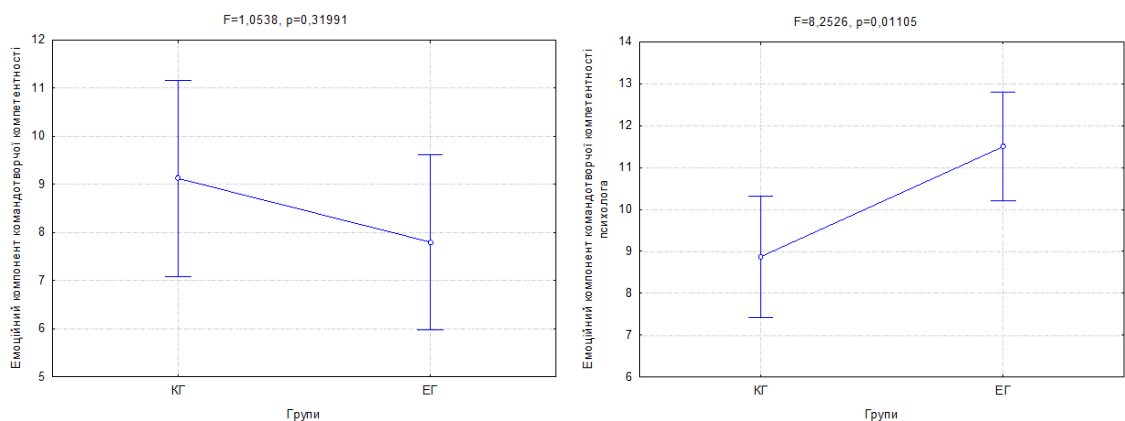 F=1,0538, p=0,31991
Емоційний компонент командотворчої компетентності
12
11
10
9
8
7
6
5
КГ
ЕГ
Групи
F=8,2526, p=0,01105
Емоційний компонент командотворчої компетентності
психолога
14
13
12
11
10
9
8
7
6
КГ
ЕГ
Групи